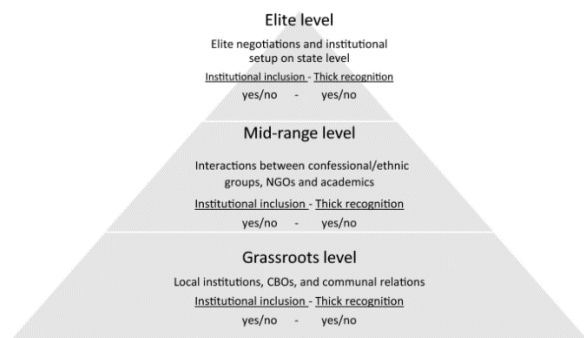 Elite level
Elite negotiations and institutional
setup on state level
Institutional inclusion - Thick recognition
yes/no - yes/no
Mid-range level
Interactions between confessional/ethnic
groups, NGOs and academics
Institutional inclusion - Thick recognition
yes/no - yes/no
Grassroots level
Local institutions, CBOs, and communal relations
Institutional inclusion - Thick recognition
yes/no - yes/no